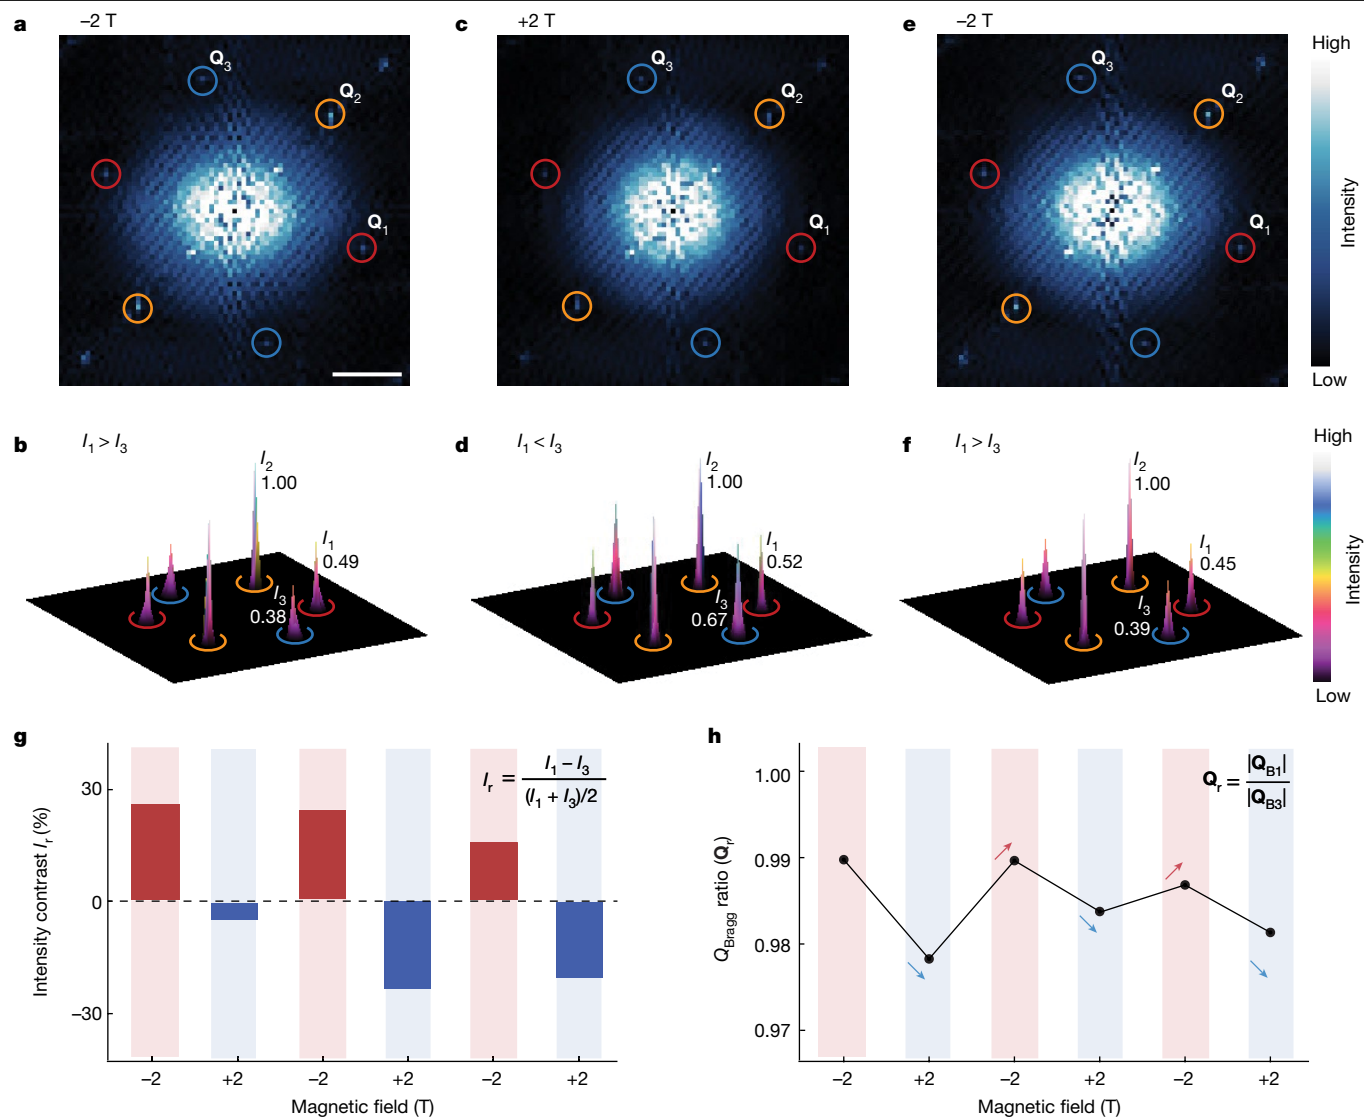 a
−2 T
c
+2 T
e
−2 T
Q3
Q2
Q1
Q3
Q2
Q1
Q3
Q2
Q1
High
Intensity
Low
b
I1 > I3
I2
1.00
I1
0.49
I3
0.38
d
I1 < I3
I2
1.00
I1
0.52
I3
0.67
f
I1 > I3
I2
1.00
I1
0.45
I3
0.39
High
Intensity
Low
g
Ir = I1 − I3 / (I1 + I3)/2
Intensity contrast Ir (%)
30
0
−30
−2
+2
−2
+2
−2
+2
Magnetic field (T)
h
Qr = |QB1| / |QB3|
QBragg ratio (Qr)
1.00
0.99
0.98
0.97
−2
+2
−2
+2
−2
+2
Magnetic field (T)